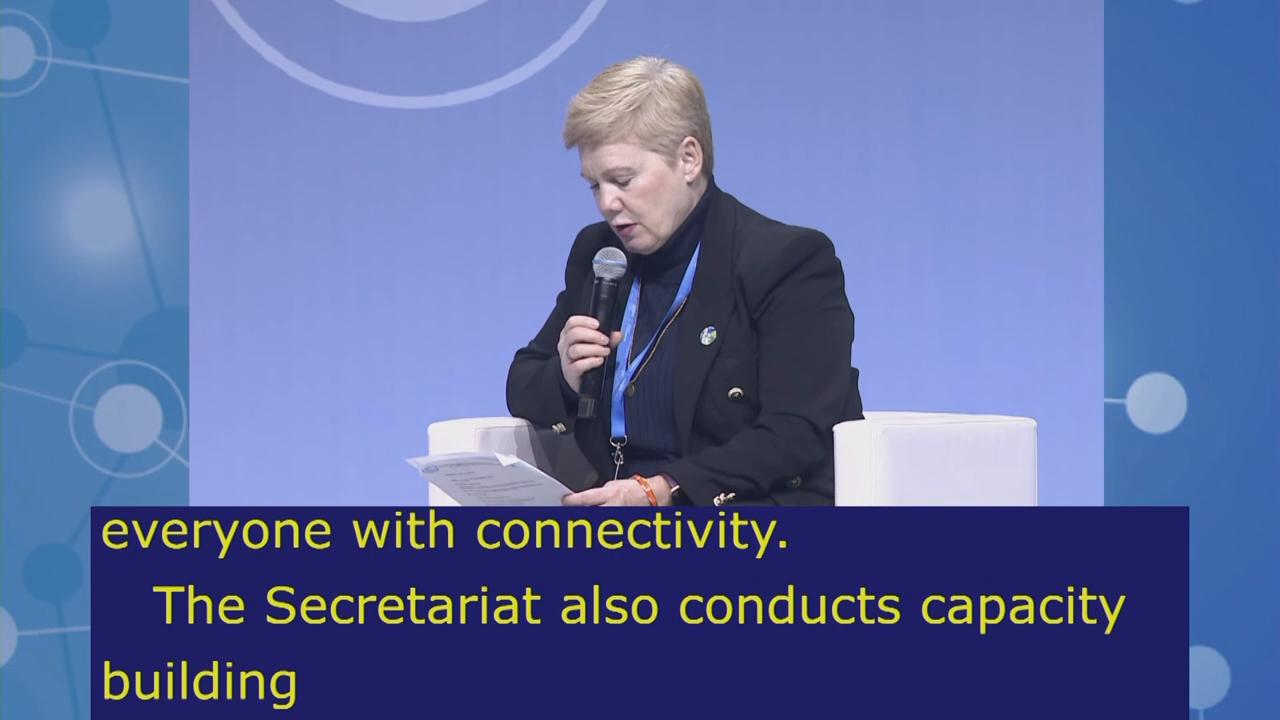 everyone with connectivity.
The Secretariat also conducts capacity
building